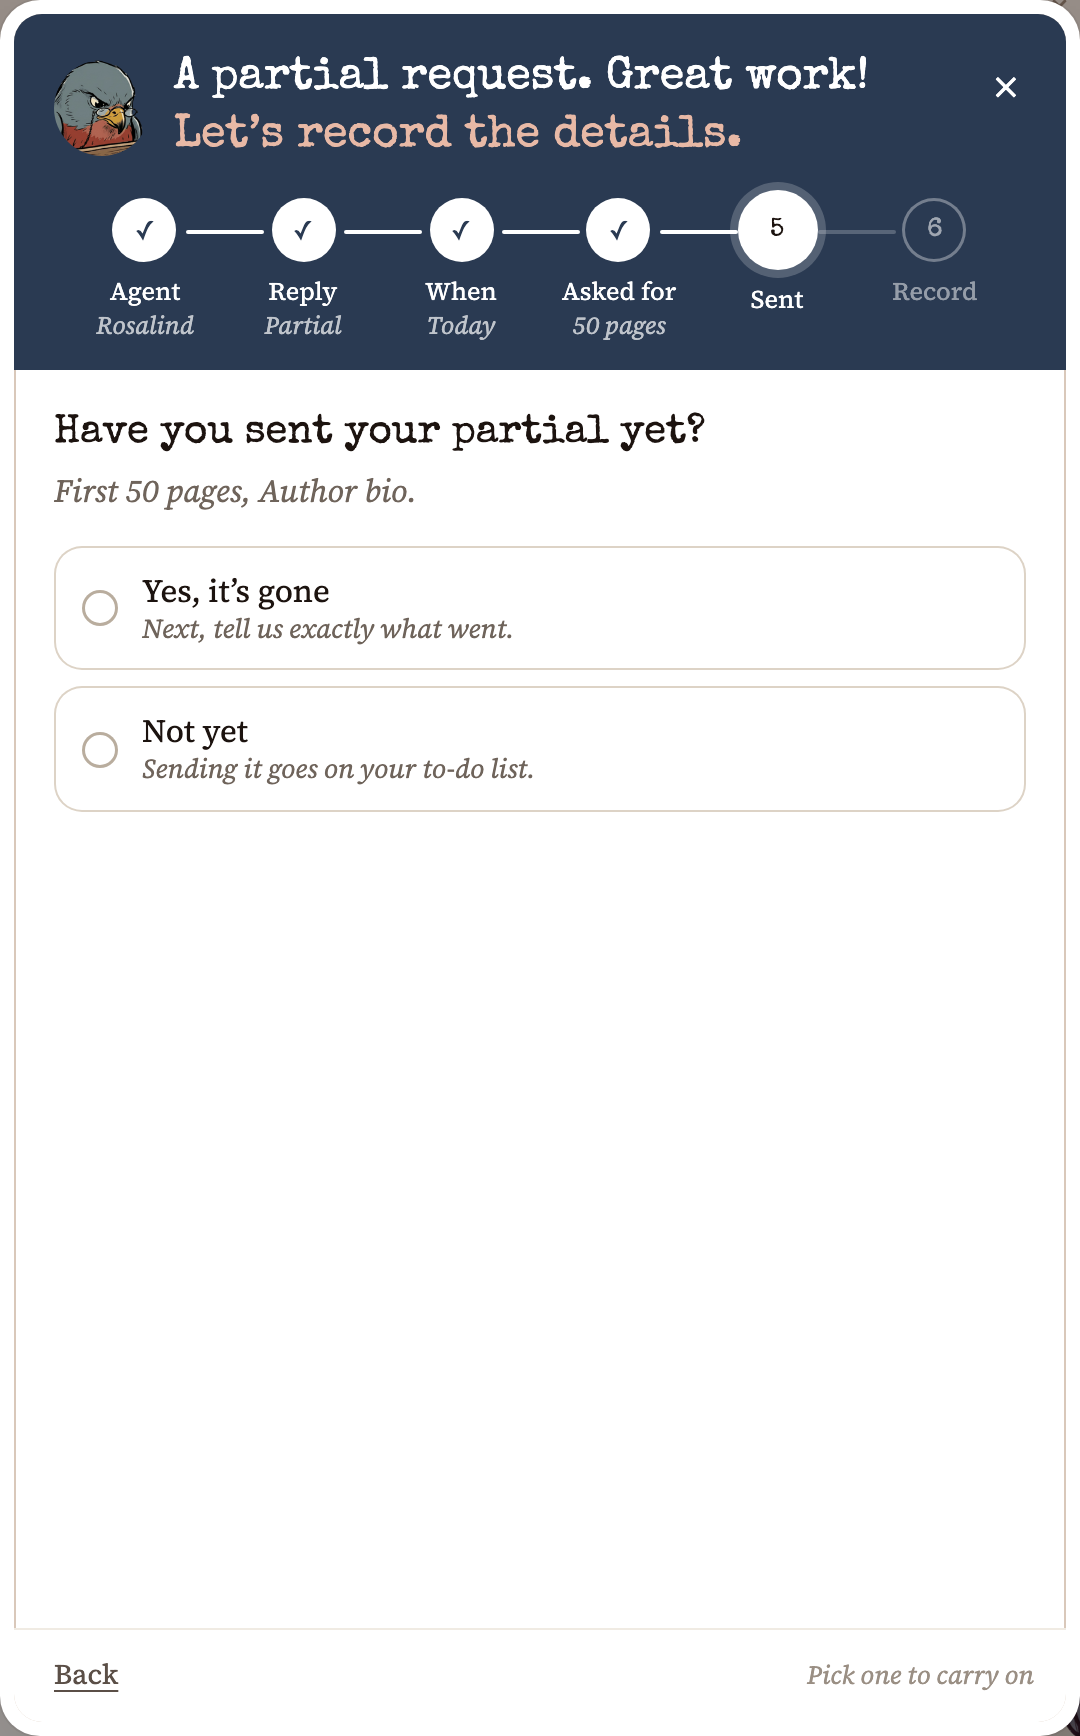 A partial request. Great work!
Let’s record the details.
✕
✓ ✓ ✓ ✓ 5 6
Agent Reply When Asked for Sent Record
Rosalind Partial Today 50 pages
Have you sent your partial yet?
First 50 pages, Author bio.
Yes, it’s gone
Next, tell us exactly what went.
Not yet
Sending it goes on your to-do list.
Back Pick one to carry on